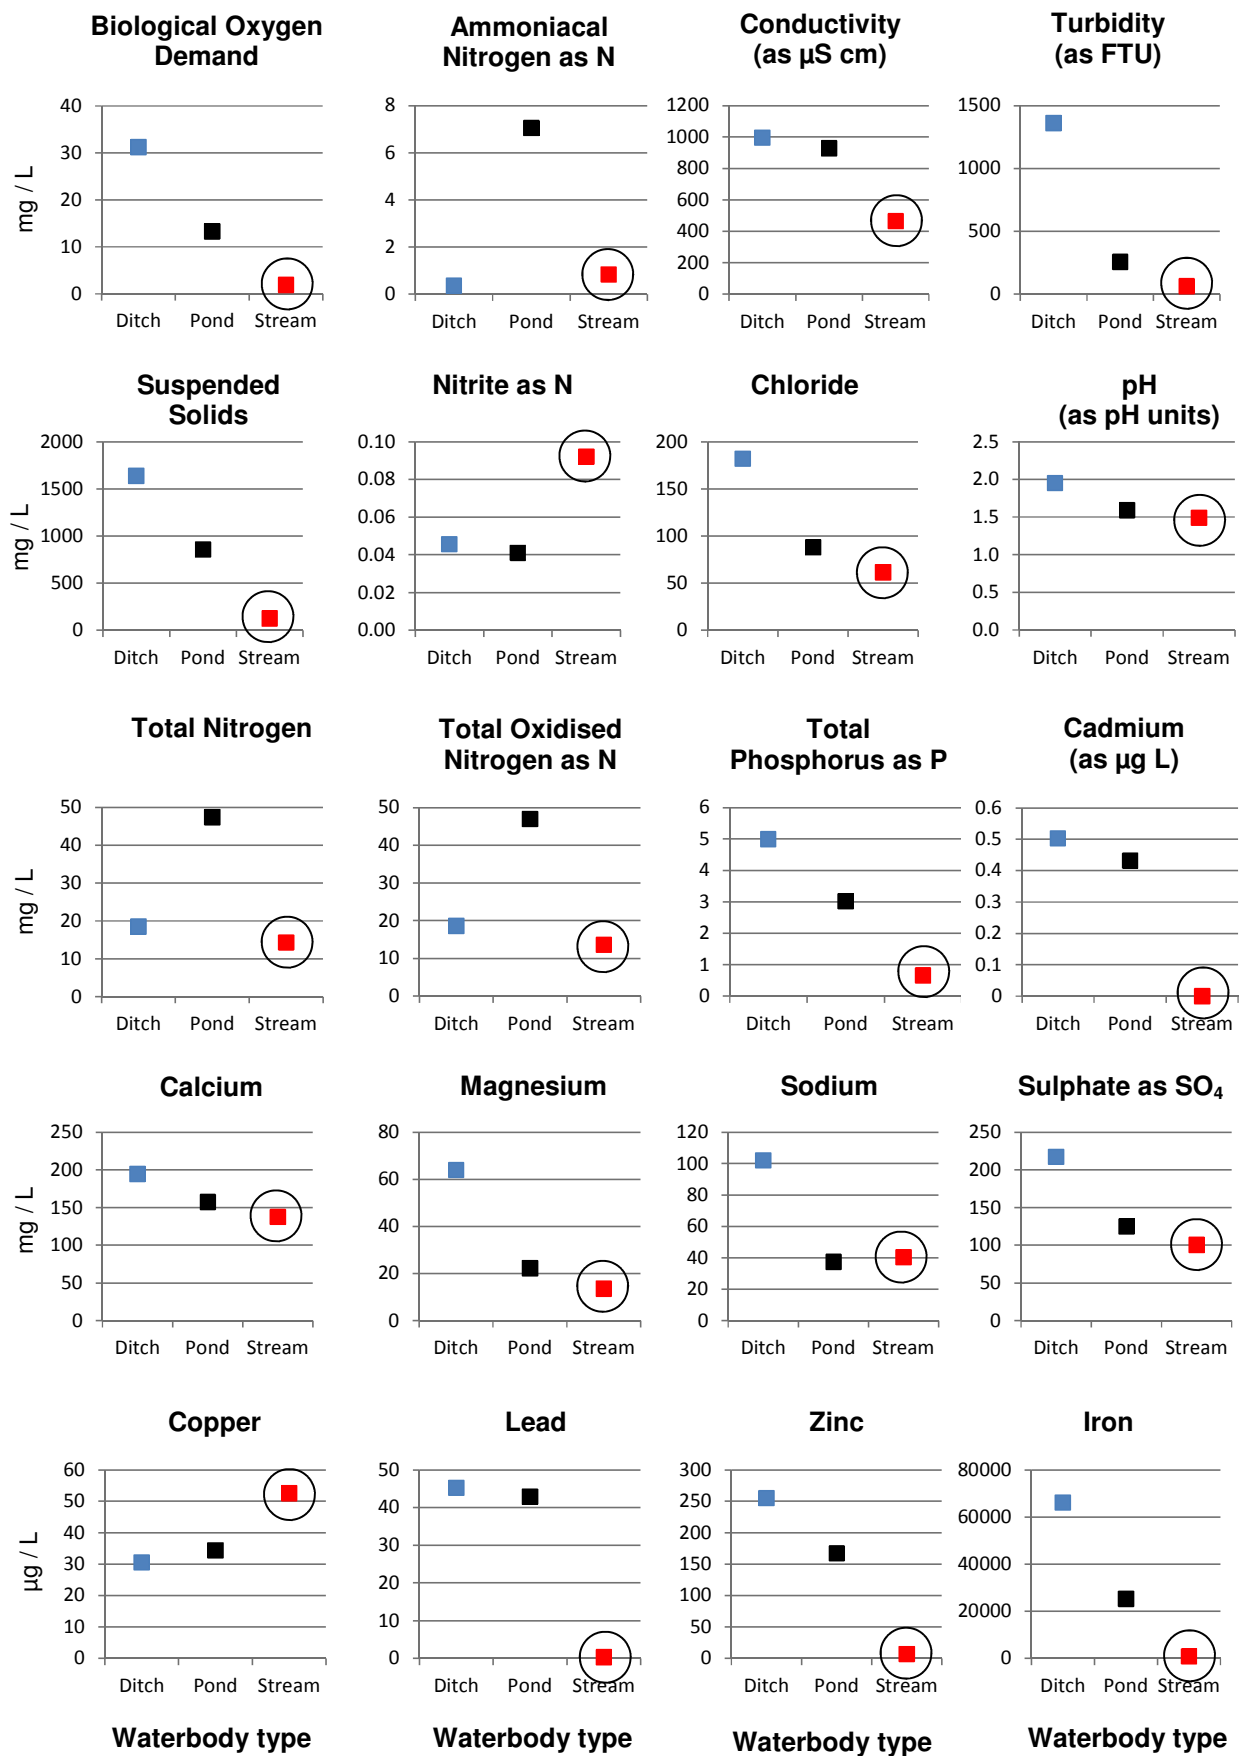 Biological Oxygen
Demand
Ammoniacal
Nitrogen as N
Conductivity
(as µS cm)
Turbidity
(as FTU)
mg / L
40
30
20
10
0
Ditch Pond Stream
8
6
4
2
0
Ditch Pond Stream
1200
1000
800
600
400
200
0
Ditch Pond Stream
1500
1000
500
0
Ditch Pond Stream
Suspended
Solids
Nitrite as N
Chloride
pH
(as pH units)
mg / L
2000
1500
1000
500
0
Ditch Pond Stream
0.10
0.08
0.06
0.04
0.02
0.00
Ditch Pond Stream
200
150
100
50
0
Ditch Pond Stream
2.5
2.0
1.5
1.0
0.5
0.0
Ditch Pond Stream
Total Nitrogen
Total Oxidised
Nitrogen as N
Total
Phosphorus as P
Cadmium
(as µg L)
mg / L
50
40
30
20
10
0
Ditch Pond Stream
50
40
30
20
10
0
Ditch Pond Stream
6
5
4
3
2
1
0
Ditch Pond Stream
0.6
0.5
0.4
0.3
0.2
0.1
0
Ditch Pond Stream
Calcium
Magnesium
Sodium
Sulphate as SO₄
mg / L
250
200
150
100
50
0
Ditch Pond Stream
80
60
40
20
0
Ditch Pond Stream
120
100
80
60
40
20
0
Ditch Pond Stream
250
200
150
100
50
0
Ditch Pond Stream
Copper
Lead
Zinc
Iron
µg / L
60
50
40
30
20
10
0
Ditch Pond Stream
50
40
30
20
10
0
Ditch Pond Stream
300
250
200
150
100
50
0
Ditch Pond Stream
80000
60000
40000
20000
0
Ditch Pond Stream
Waterbody type
Waterbody type
Waterbody type
Waterbody type